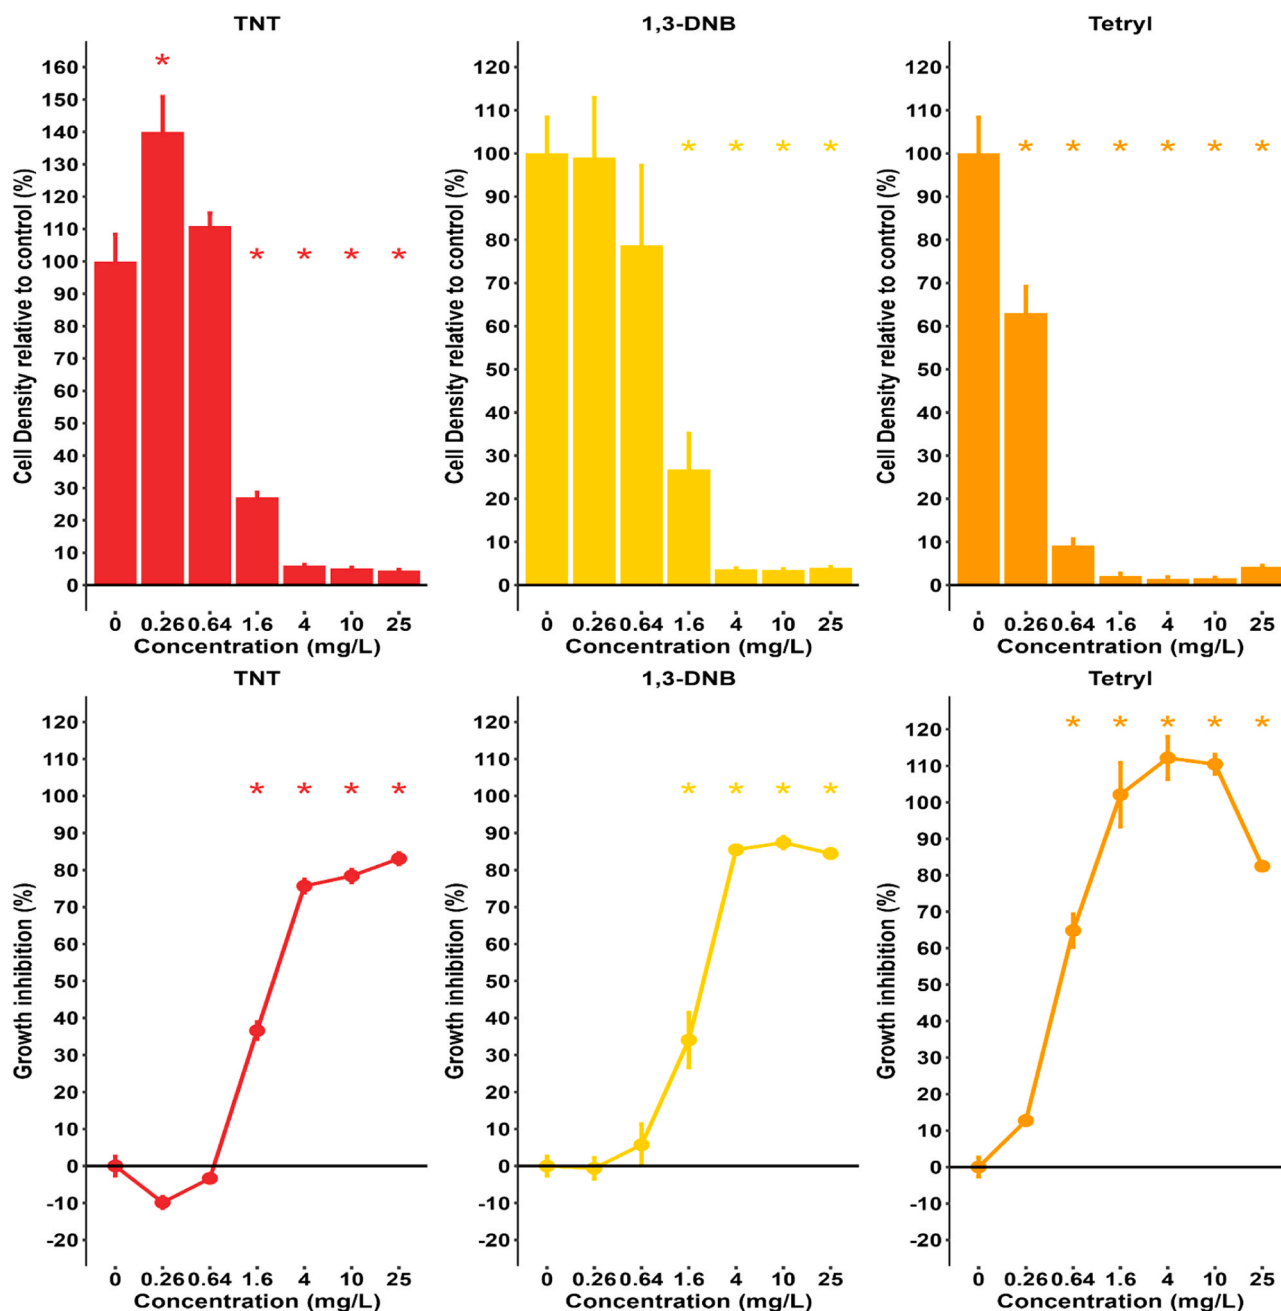 TNT
Cell Density relative to control (%)
160
150
140
130
120
110
100
90
80
70
60
50
40
30
20
10
0
* * * * *
0 0.26 0.64 1.6 4 10 25
Concentration (mg/L)
1,3-DNB
Cell Density relative to control (%)
120
110
100
90
80
70
60
50
40
30
20
10
0
* * * *
0 0.26 0.64 1.6 4 10 25
Concentration (mg/L)
Tetryl
Cell Density relative to control (%)
120
110
100
90
80
70
60
50
40
30
20
10
0
* * * * * *
0 0.26 0.64 1.6 4 10 25
Concentration (mg/L)
TNT
Growth inhibition (%)
120
110
100
90
80
70
60
50
40
30
20
10
0
-10
-20
* * * *
0 0.26 0.64 1.6 4 10 25
Concentration (mg/L)
1,3-DNB
Growth inhibition (%)
120
110
100
90
80
70
60
50
40
30
20
10
0
-10
-20
* * * *
0 0.26 0.64 1.6 4 10 25
Concentration (mg/L)
Tetryl
Growth inhibition (%)
120
110
100
90
80
70
60
50
40
30
20
10
0
-10
-20
* * * * *
0 0.26 0.64 1.6 4 10 25
Concentration (mg/L)